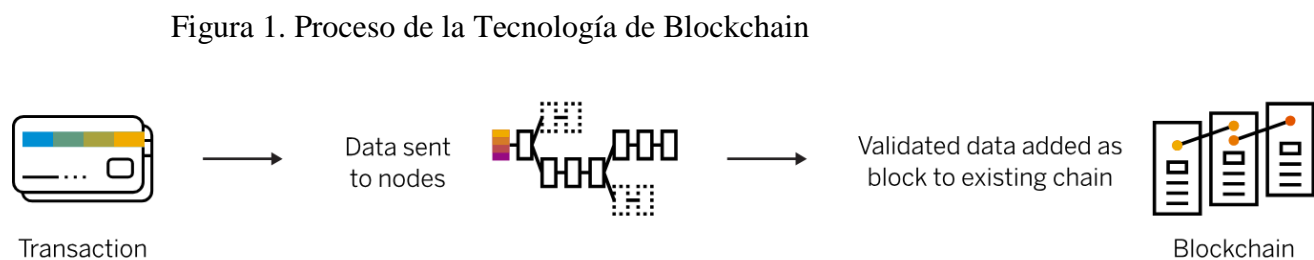 Figura 1. Proceso de la Tecnología de Blockchain
Transaction
Data sent
to nodes
Validated data added as
block to existing chain
Blockchain